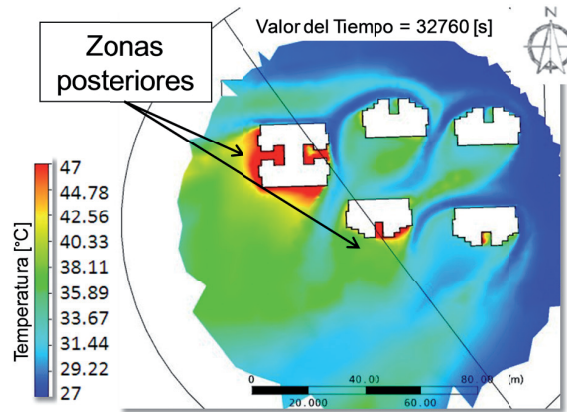 Valor del Tiempo = 32760 [s]
N
Zonas
posteriores
Temperatura [°C]
47
44.78
42.56
40.33
38.11
35.89
33.67
31.44
29.22
27
0
40.00
80.00
(m)
20.000
60.00